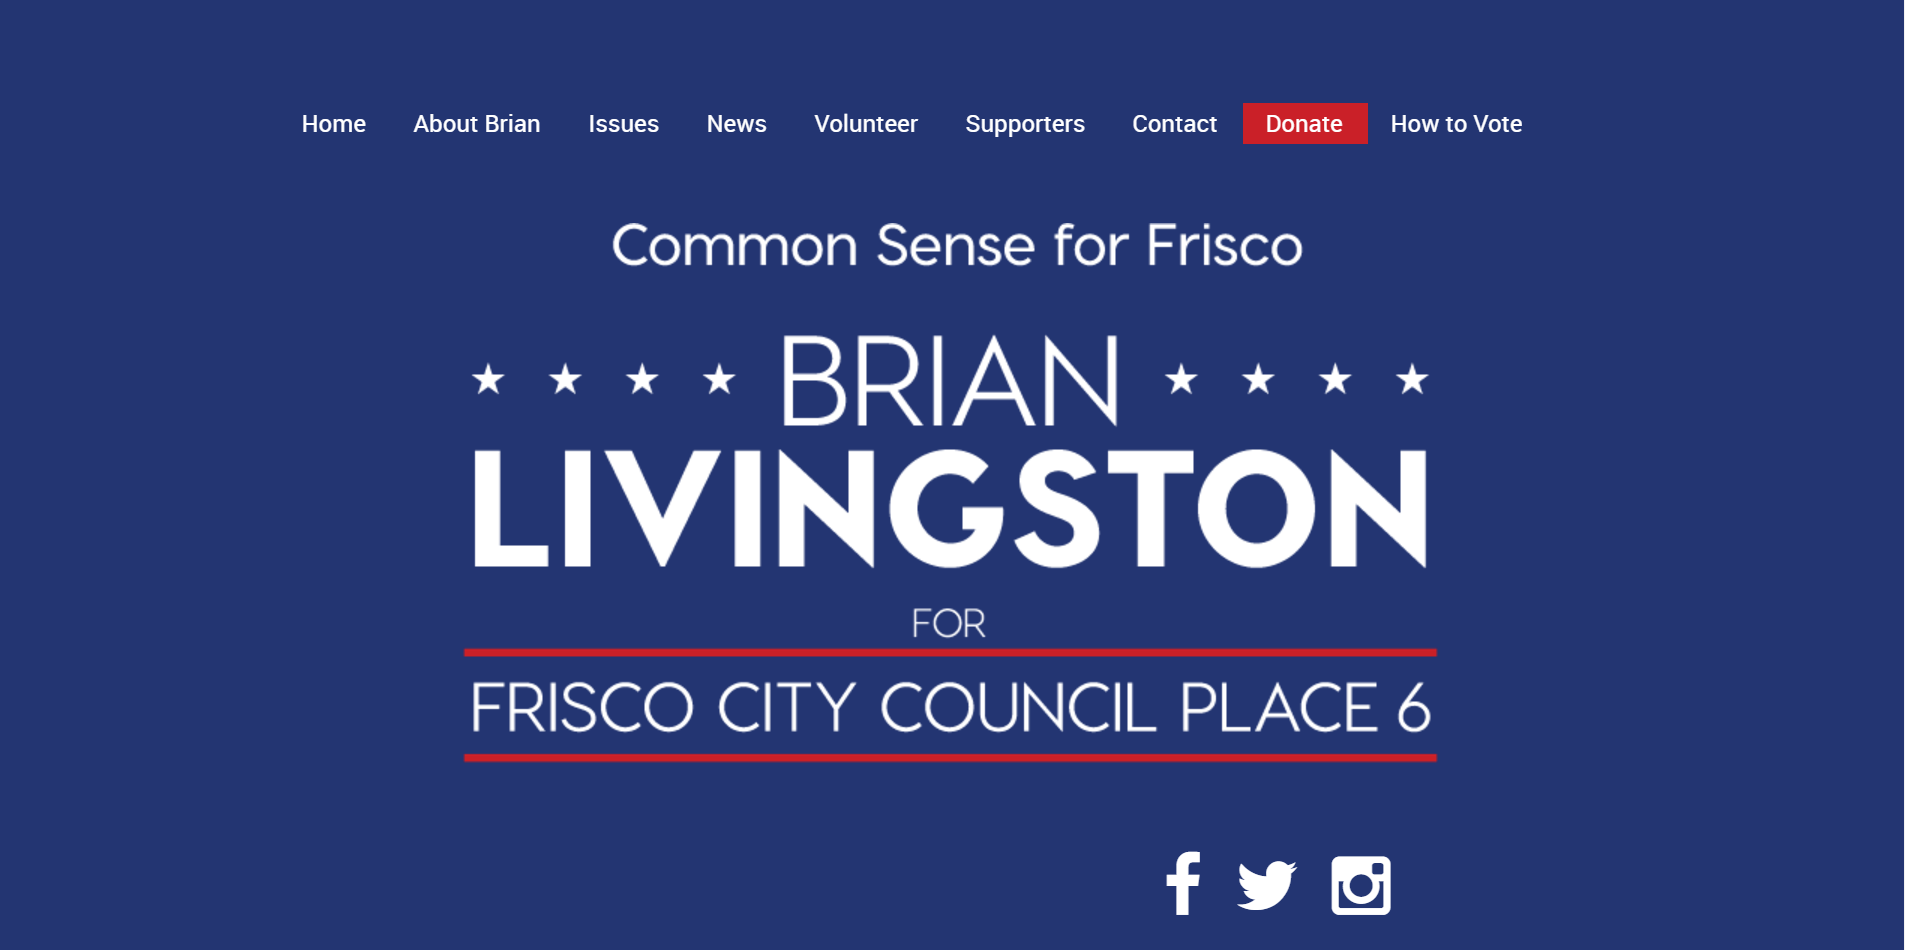 Home About Brian Issues News Volunteer Supporters Contact Donate How to Vote
Common Sense for Frisco
BRIAN
LIVINGSTON
FOR
FRISCO CITY COUNCIL PLACE 6